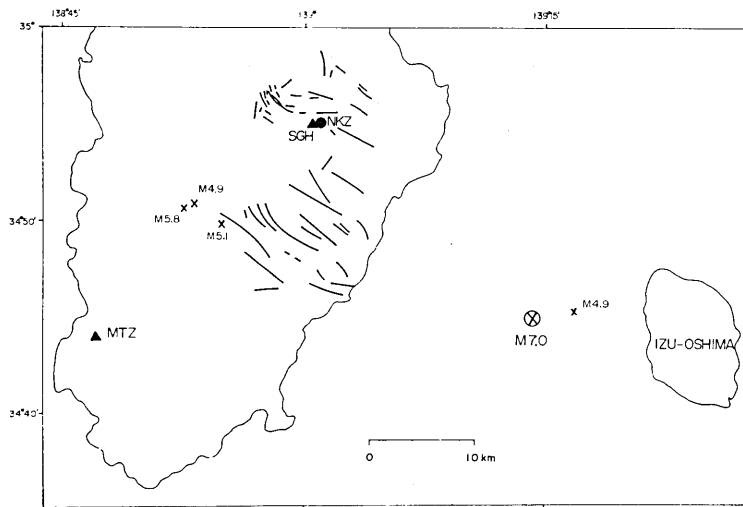 138°45' 139° 139°15'
35°
NKZ
SGH
M4.9
M5.8
34°50'
M5.1
M4.9
M7.0
IZU-OSHIMA
MTZ
34°40'
0 10 km